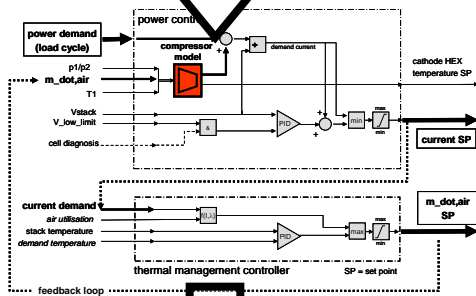 power contr
power demand
(load cycle)
compressor
model
+
+
÷
demand current
p1/p2
m_dot,air
T1
cathode HEX
temperature SP
Vstack
V_low_limit
cell diagnosis
&
PID
+
+
min
max
min
current SP
current demand
air utilisation
stack temperature
demand temperature
f(I,λ)
PID
max
max
min
m_dot,air
SP
thermal management controller
SP = set point
feedback loop